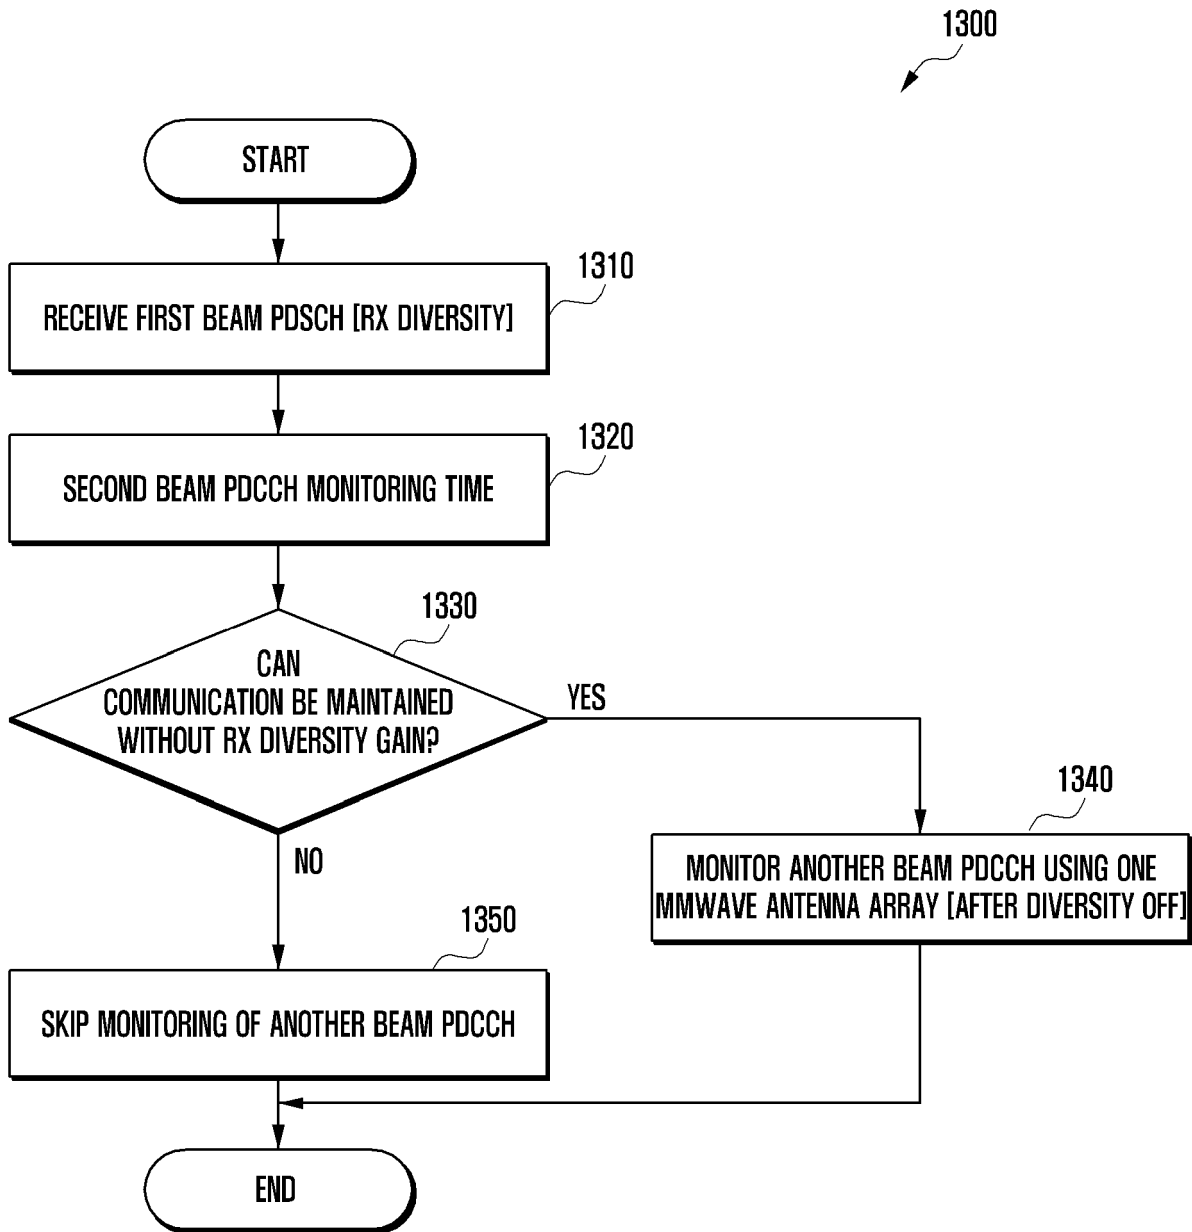 1300
START
1310
RECEIVE FIRST BEAM PDSCH [RX DIVERSITY]
1320
SECOND BEAM PDCCH MONITORING TIME
1330
CAN
COMMUNICATION BE MAINTAINED
WITHOUT RX DIVERSITY GAIN?
YES
1340
MONITOR ANOTHER BEAM PDCCH USING ONE
MMWAVE ANTENNA ARRAY [AFTER DIVERSITY OFF]
NO
1350
SKIP MONITORING OF ANOTHER BEAM PDCCH
END